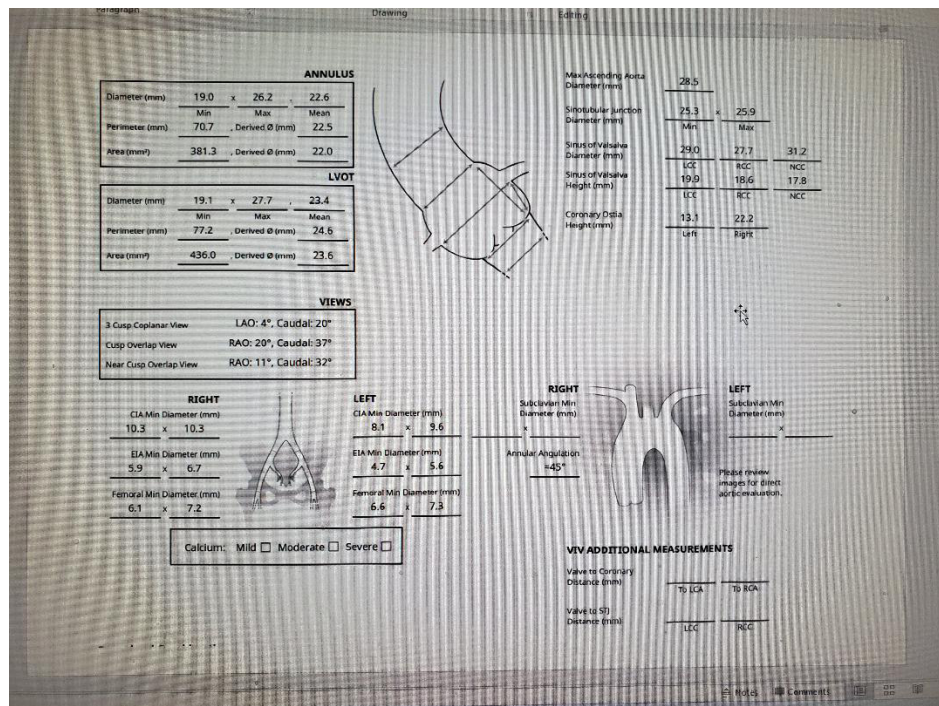 Paragraph
Drawing
Editing
ANNULUS
Diameter (mm) 19.0 x 26.2 , 22.6
Min Max Mean
Perimeter (mm) 70.7 , Derived Ø (mm) 22.5
Area (mm²) 381.3 , Derived Ø (mm) 22.0
LVOT
Diameter (mm) 19.1 x 27.7 , 23.4
Min Max Mean
Perimeter (mm) 77.2 , Derived Ø (mm) 24.6
Area (mm²) 436.0 , Derived Ø (mm) 23.6
Max Ascending Aorta
Diameter (mm) 28.5
Sinotubular Junction
Diameter (mm) 25.3 x 25.9
Min Max
Sinus of Valsalva
Diameter (mm) 29.0 27.7 31.2
LCC RCC NCC
Sinus of Valsalva
Height (mm) 19.9 18.6 17.8
LCC RCC NCC
Coronary Ostia
Height (mm) 13.1 22.2
Left Right
VIEWS
3 Cusp Coplanar View LAO: 4°, Caudal: 20°
Cusp Overlap View RAO: 20°, Caudal: 37°
Near Cusp Overlap View RAO: 11°, Caudal: 32°
RIGHT
CIA Min Diameter (mm)
10.3 x 10.3
EIA Min Diameter (mm)
5.9 x 6.7
Femoral Min Diameter (mm)
6.1 x 7.2
LEFT
CIA Min Diameter (mm)
8.1 x 9.6
EIA Min Diameter (mm)
4.7 x 5.6
Femoral Min Diameter (mm)
6.6 x 7.3
Calcium: Mild Moderate Severe
RIGHT
Subclavian Min
Diameter (mm)
x
Annular Angulation
=45°
LEFT
Subclavian Min
Diameter (mm)
x
Please review
images for direct
aortic evaluation.
VIV ADDITIONAL MEASUREMENTS
Valve to Coronary
Distance (mm)
To LCA To RCA
Valve to STJ
Distance (mm)
LCC RCC
Notes Comments